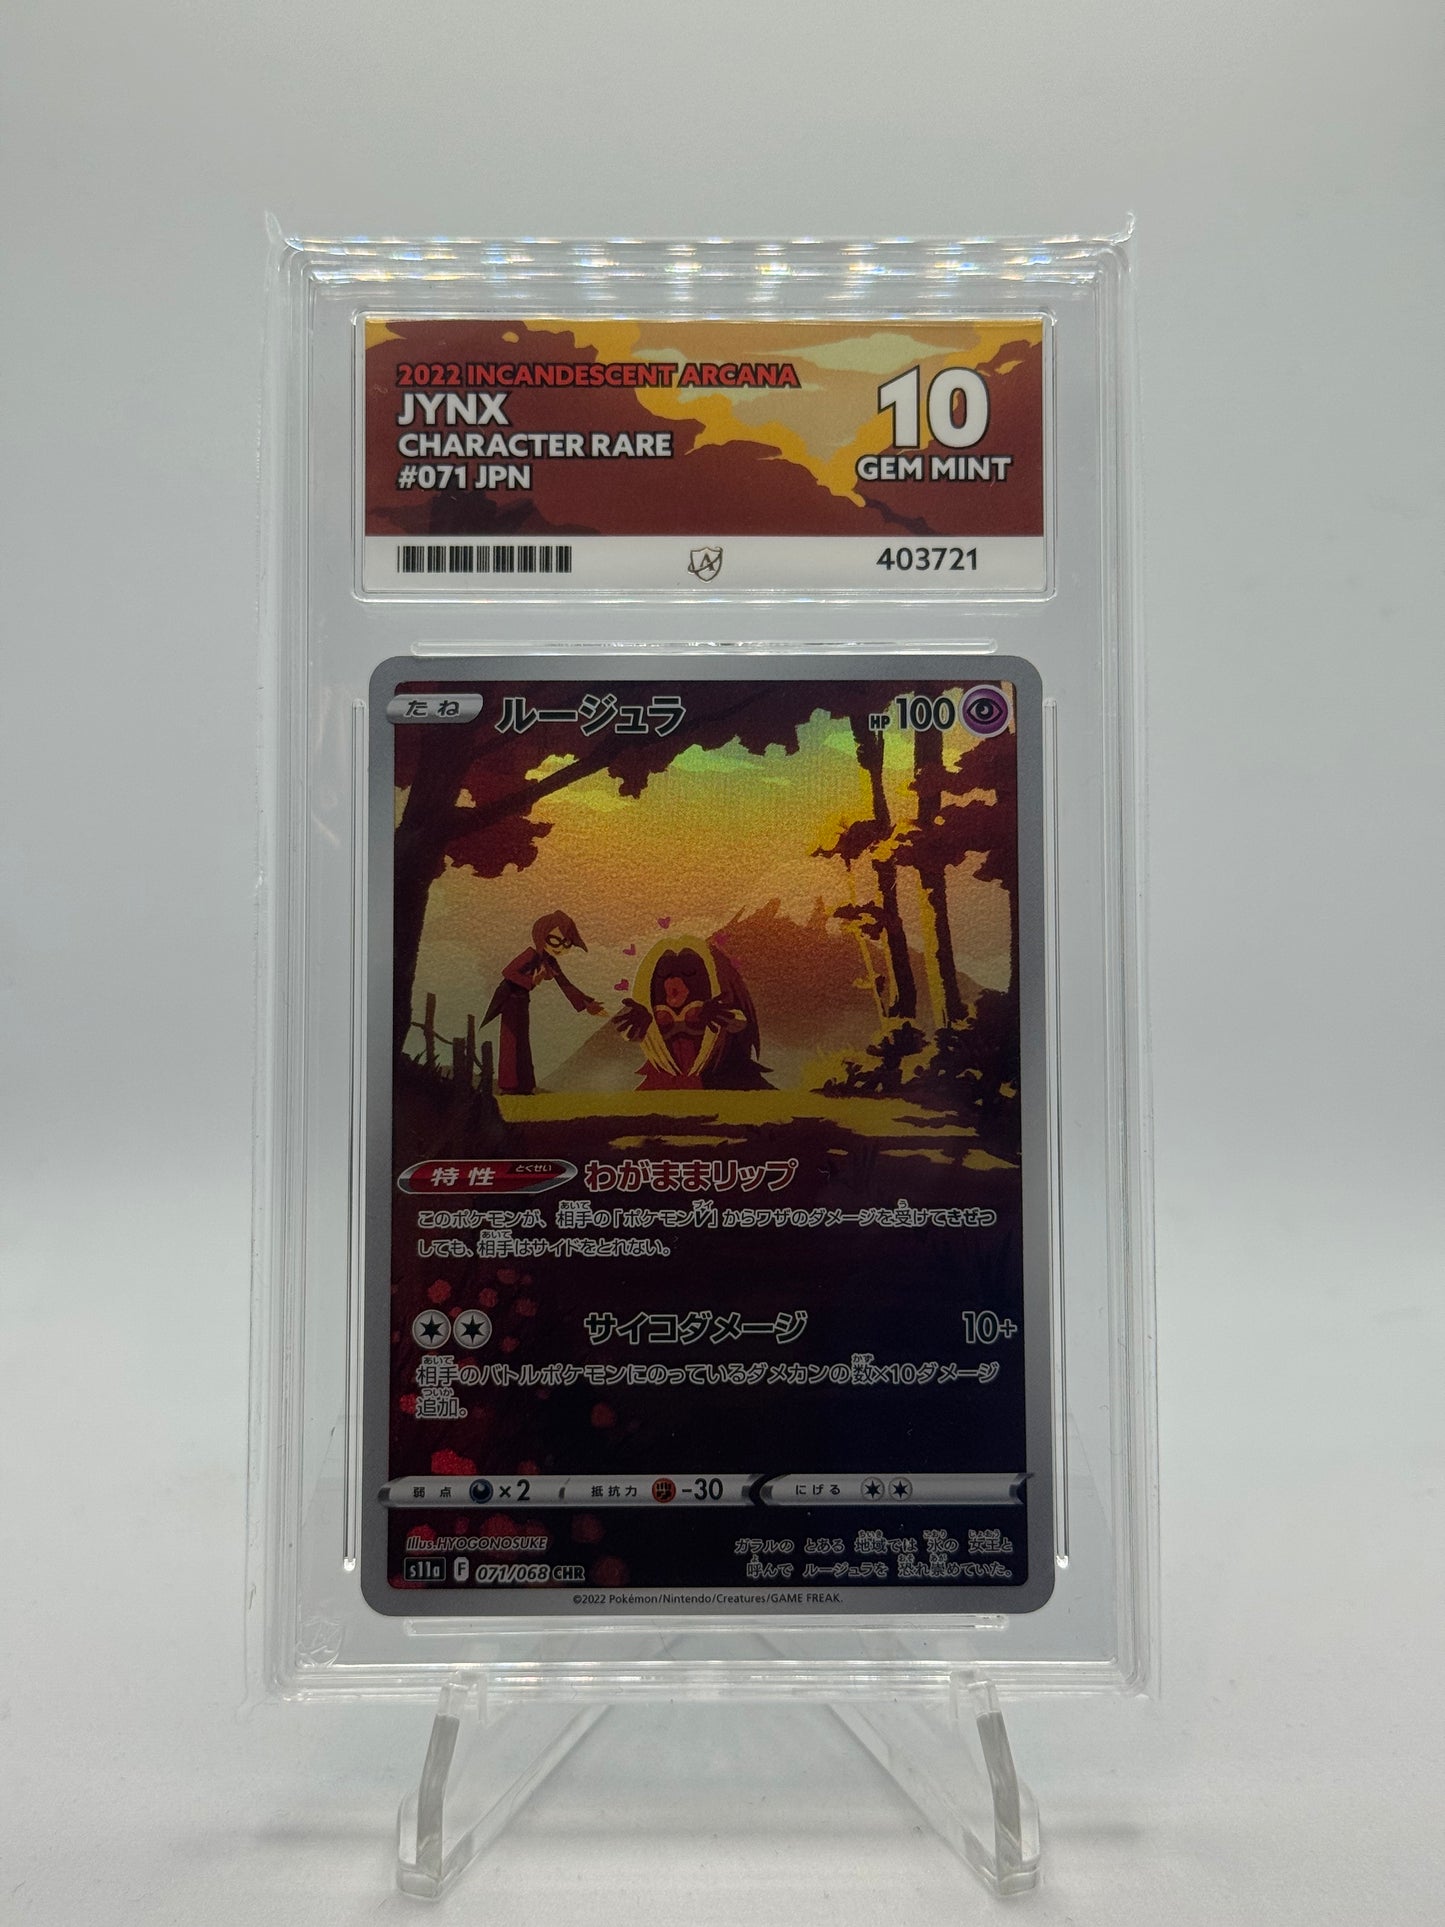 2022 INCANDESCENT ARCANA
JYNX
CHARACTER RARE
#071 JPN
10
GEM MINT
403721
たね ルージュラ HP 100
特性 とくせい わがままリップ
このポケモンが、相手の「ポケモンV」からワザのダメージを受けてきぜつ
しても、相手はサイドをとれない。
サイコダメージ 10+
相手のバトルポケモンにのっているダメカンの数×10ダメージ
追加。
弱点 ×2 抵抗力 -30 にげる
illus.HYOGONOSUKE
s11a F 071/068 CHR
ガラルの とある 地域では 氷の 女王と
呼んで ルージュラを 恐れ崇めていた。
©2022 Pokémon/Nintendo/Creatures/GAME FREAK.